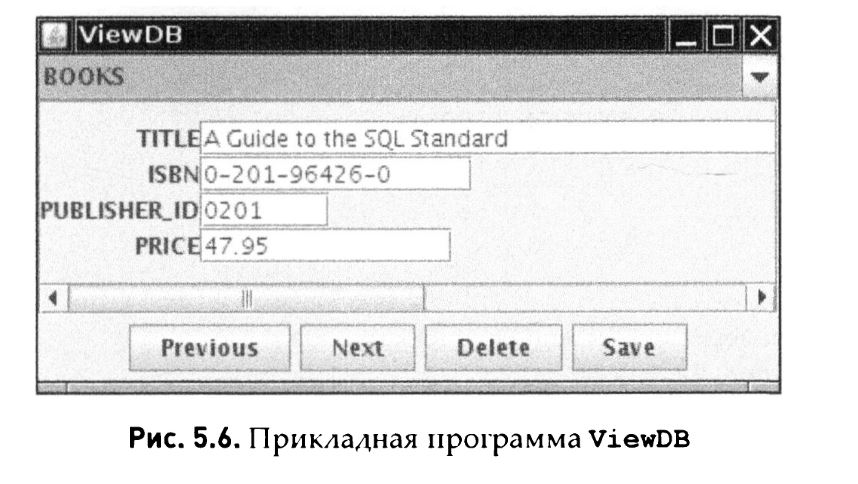 ViewDB
BOOKS
TITLE A Guide to the SQL Standard
ISBN 0-201-96426-0
PUBLISHER_ID 0201
PRICE 47.95
Previous Next Delete Save
Рис. 5.6. Прикладная программа ViewDB